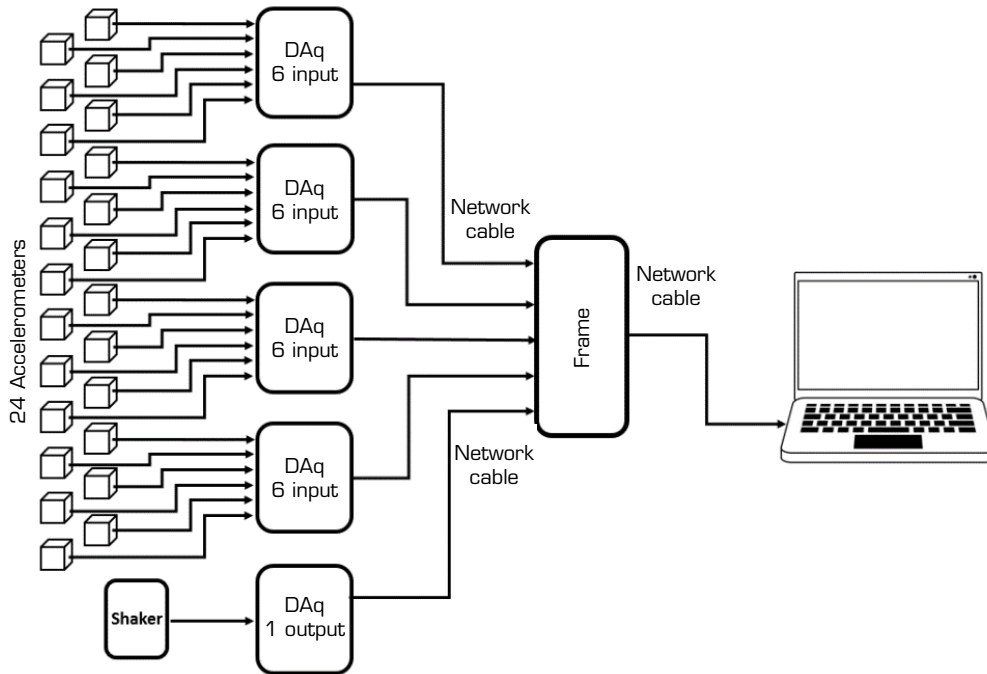 DAq
6 input
DAq
6 input
Network
cable
Network
cable
24 Accelerometers
DAq
6 input
Frame
DAq
6 input
Network
cable
Shaker
DAq
1 output